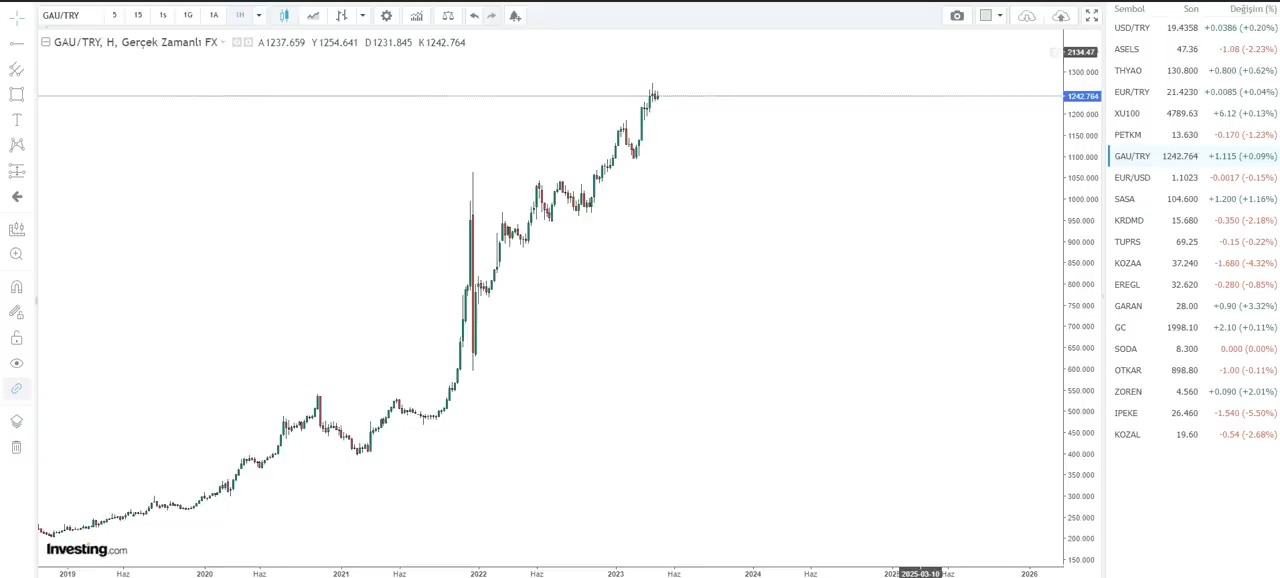 GAU/TRY 5 15 1s 1G 1A 1H
GAU/TRY, H, Gerçek Zamanlı FX A1237.659 Y1254.641 D1231.845 K1242.764
2134.47
1300.000
1242.764
1200.000
1150.000
1100.000
1050.000
1000.000
950.000
900.000
850.000
800.000
750.000
700.000
650.000
600.000
550.000
500.000
450.000
400.000
350.000
300.000
250.000
200.000
150.000
Investing.com
2019 Haz 2020 Haz 2021 Haz 2022 Haz 2023 Haz 2024 Haz 2025-03-10 Haz 2026
Sembol Son Değişim (%)
USD/TRY 19.4358 +0.0386 (+0.20%)
ASELS 47.36 -1.08 (-2.23%)
THYAO 130.800 +0.800 (+0.62%)
EUR/TRY 21.4230 +0.0085 (+0.04%)
XU100 4789.63 +6.12 (+0.13%)
PETKM 13.630 -0.170 (-1.23%)
GAU/TRY 1242.764 +1.115 (+0.09%)
EUR/USD 1.1023 -0.0017 (-0.15%)
SASA 104.600 +1.200 (+1.16%)
KRDMD 15.680 -0.350 (-2.18%)
TUPRS 69.25 -0.15 (-0.22%)
KOZAA 37.240 -1.680 (-4.32%)
EREGL 32.620 -0.280 (-0.85%)
GARAN 28.00 +0.90 (+3.32%)
GC 1998.10 +2.10 (+0.11%)
SODA 8.300 0.000 (0.00%)
OTKAR 898.80 -1.00 (-0.11%)
ZOREN 4.560 +0.090 (+2.01%)
IPEKE 26.460 -1.540 (-5.50%)
KOZAL 19.60 -0.54 (-2.68%)